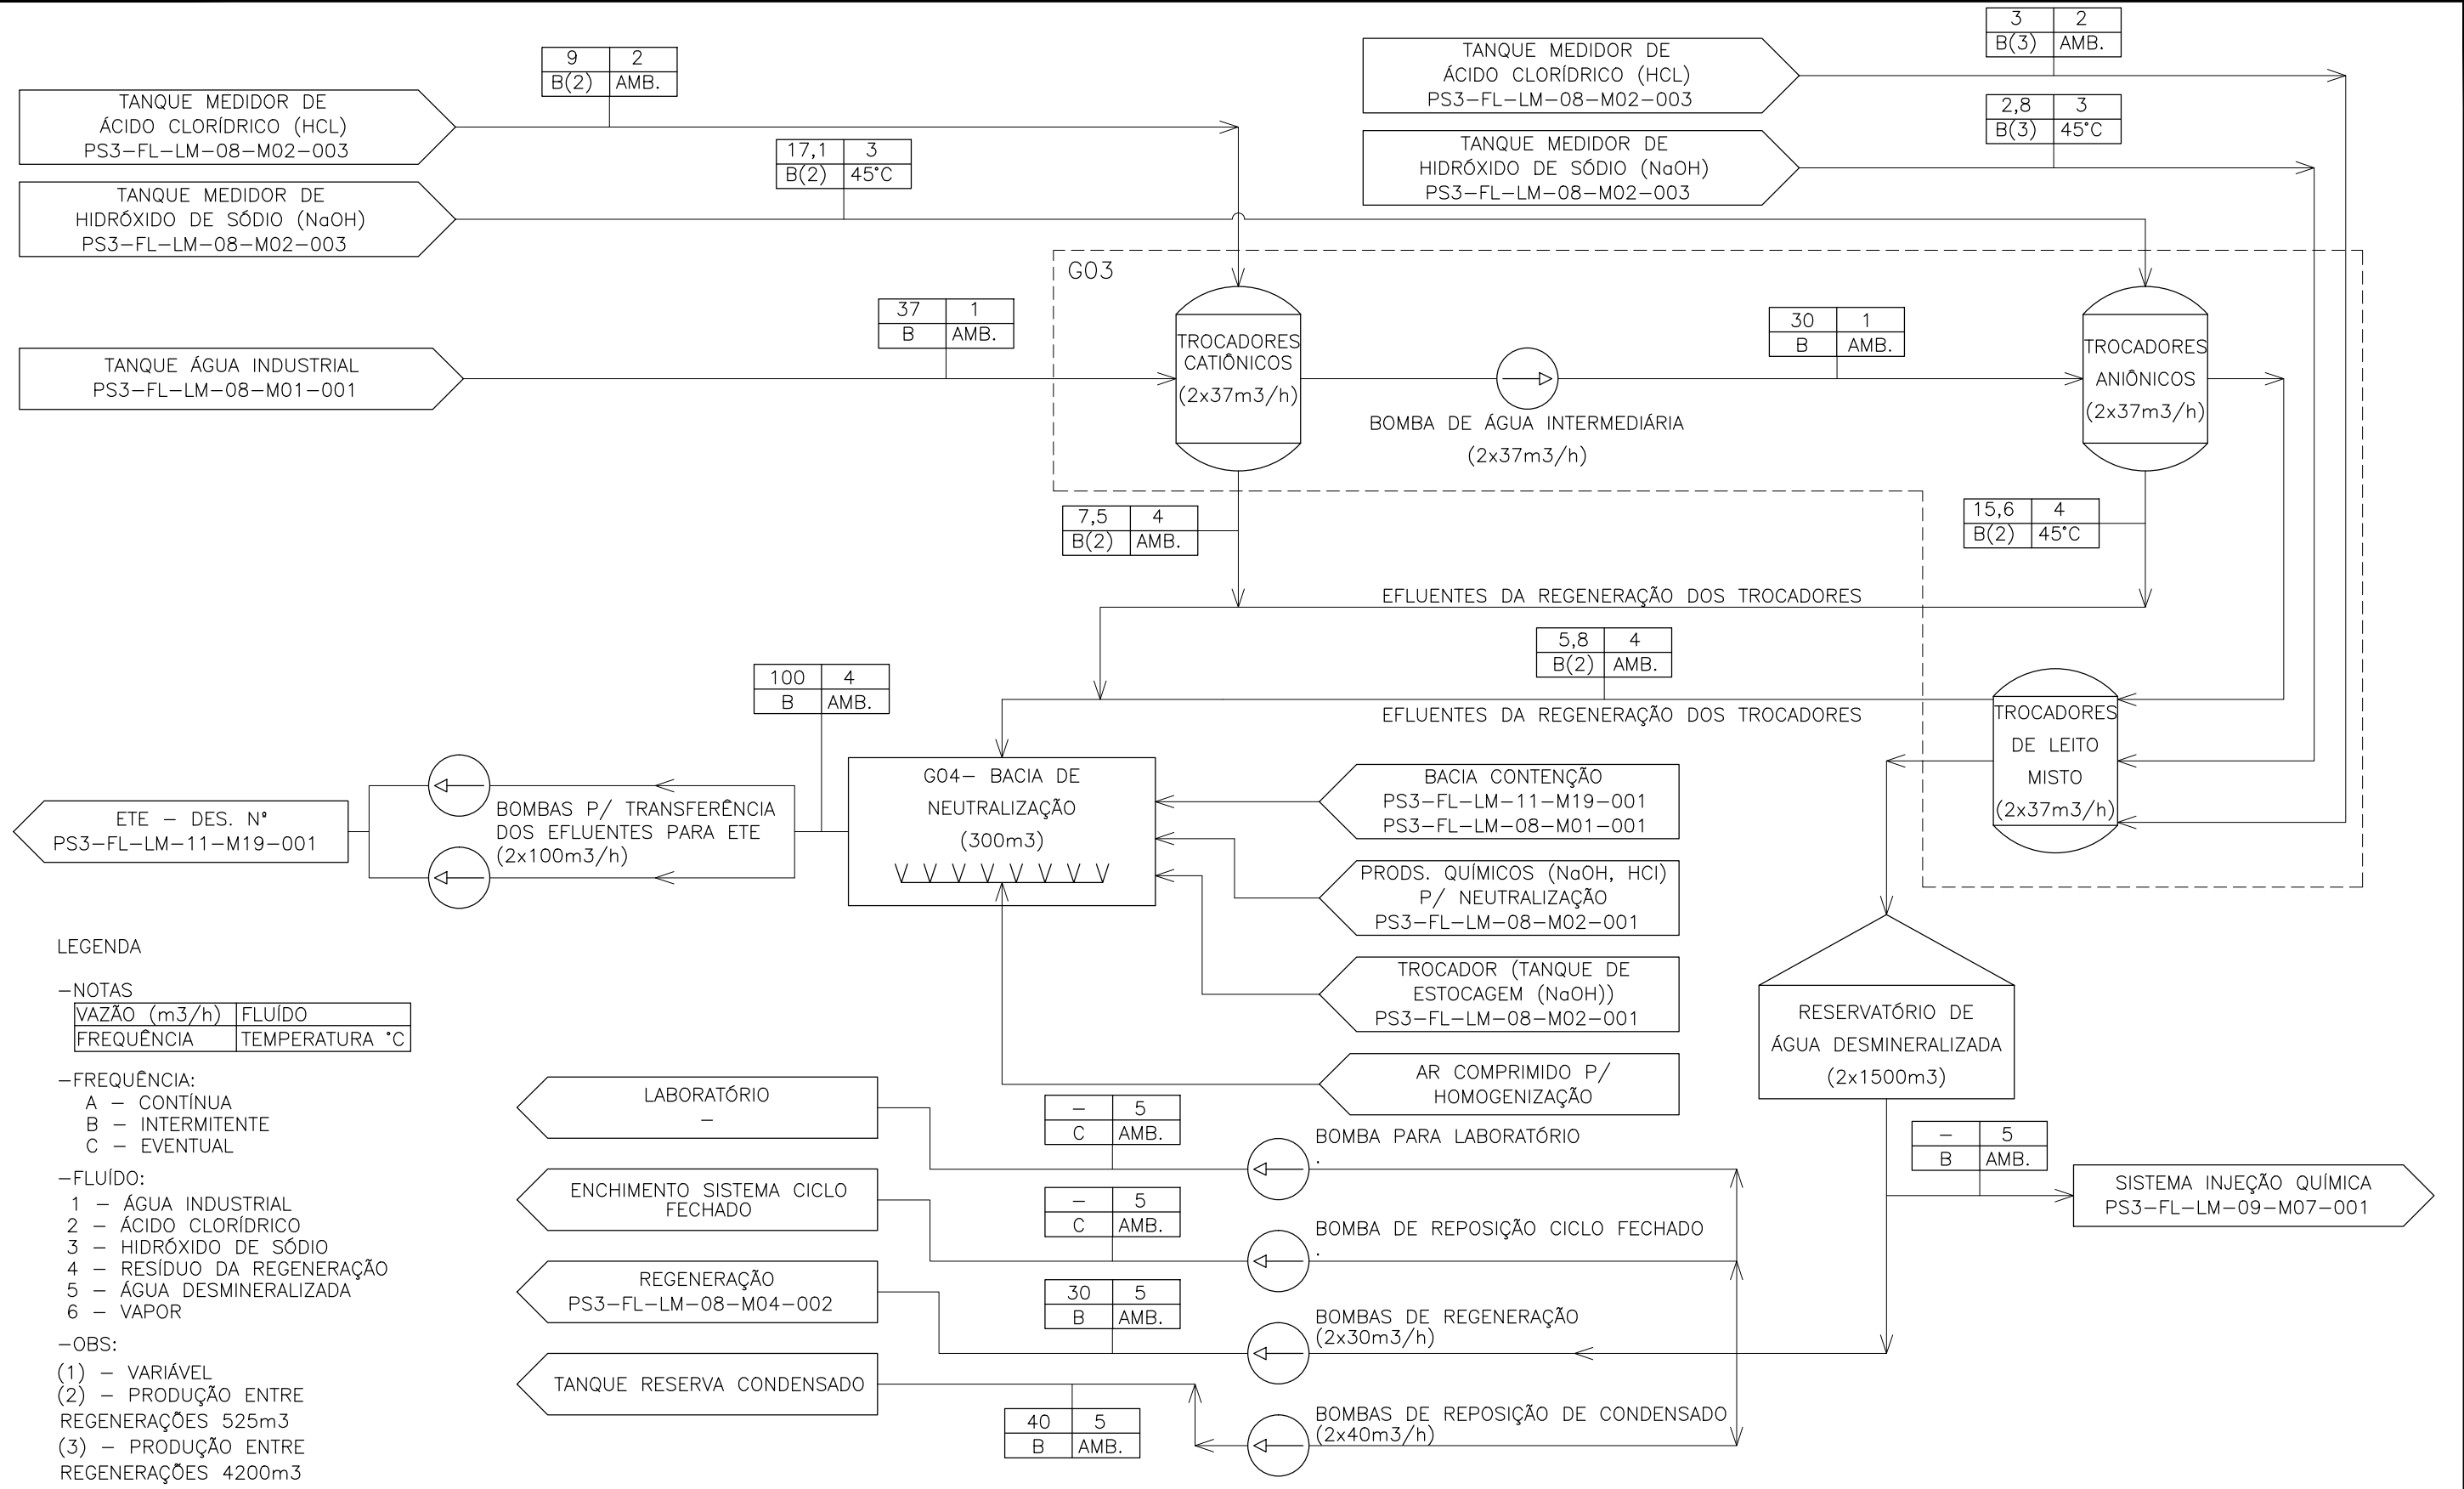 9 2
B(2) AMB.
TANQUE MEDIDOR DE
ÁCIDO CLORÍDRICO (HCL)
PS3-FL-LM-08-M02-003
17,1 3
B(2) 45°C
TANQUE MEDIDOR DE
HIDRÓXIDO DE SÓDIO (NaOH)
PS3-FL-LM-08-M02-003
TANQUE MEDIDOR DE
ÁCIDO CLORÍDRICO (HCL)
PS3-FL-LM-08-M02-003
3 2
B(3) AMB.
TANQUE MEDIDOR DE
HIDRÓXIDO DE SÓDIO (NaOH)
PS3-FL-LM-08-M02-003
2,8 3
B(3) 45°C
G03
37 1
B AMB.
TANQUE ÁGUA INDUSTRIAL
PS3-FL-LM-08-M01-001
TROCADORES
CATIÔNICOS
(2x37m3/h)
BOMBA DE ÁGUA INTERMEDIÁRIA
(2x37m3/h)
30 1
B AMB.
TROCADORES
ANIÔNICOS
(2x37m3/h)
7,5 4
B(2) AMB.
15,6 4
B(2) 45°C
EFLUENTES DA REGENERAÇÃO DOS TROCADORES
5,8 4
B(2) AMB.
EFLUENTES DA REGENERAÇÃO DOS TROCADORES
TROCADORES
DE LEITO
MISTO
(2x37m3/h)
100 4
B AMB.
G04- BACIA DE
NEUTRALIZAÇÃO
(300m3)
BOMBAS P/ TRANSFERÊNCIA
DOS EFLUENTES PARA ETE
(2x100m3/h)
ETE - DES. N°
PS3-FL-LM-11-M19-001
BACIA CONTENÇÃO
PS3-FL-LM-11-M19-001
PS3-FL-LM-08-M01-001
PRODS. QUÍMICOS (NaOH, HCl)
P/ NEUTRALIZAÇÃO
PS3-FL-LM-08-M02-001
TROCADOR (TANQUE DE
ESTOCAGEM (NaOH))
PS3-FL-LM-08-M02-001
AR COMPRIMIDO P/
HOMOGENIZAÇÃO
RESERVATÓRIO DE
ÁGUA DESMINERALIZADA
(2x1500m3)
- 5
B AMB.
SISTEMA INJEÇÃO QUÍMICA
PS3-FL-LM-09-M07-001
LABORATÓRIO
-
- 5
C AMB.
BOMBA PARA LABORATÓRIO
.
ENCHIMENTO SISTEMA CICLO
FECHADO
- 5
C AMB.
BOMBA DE REPOSIÇÃO CICLO FECHADO
.
REGENERAÇÃO
PS3-FL-LM-08-M04-002
30 5
B AMB.
BOMBAS DE REGENERAÇÃO
(2x30m3/h)
TANQUE RESERVA CONDENSADO
40 5
B AMB.
BOMBAS DE REPOSIÇÃO DE CONDENSADO
(2x40m3/h)
LEGENDA
-NOTAS
VAZÃO (m3/h) FLUÍDO
FREQUÊNCIA TEMPERATURA °C
-FREQUÊNCIA:
A - CONTÍNUA
B - INTERMITENTE
C - EVENTUAL
-FLUÍDO:
1 - ÁGUA INDUSTRIAL
2 - ÁCIDO CLORÍDRICO
3 - HIDRÓXIDO DE SÓDIO
4 - RESÍDUO DA REGENERAÇÃO
5 - ÁGUA DESMINERALIZADA
6 - VAPOR
-OBS:
(1) - VARIÁVEL
(2) - PRODUÇÃO ENTRE
REGENERAÇÕES 525m3
(3) - PRODUÇÃO ENTRE
REGENERAÇÕES 4200m3